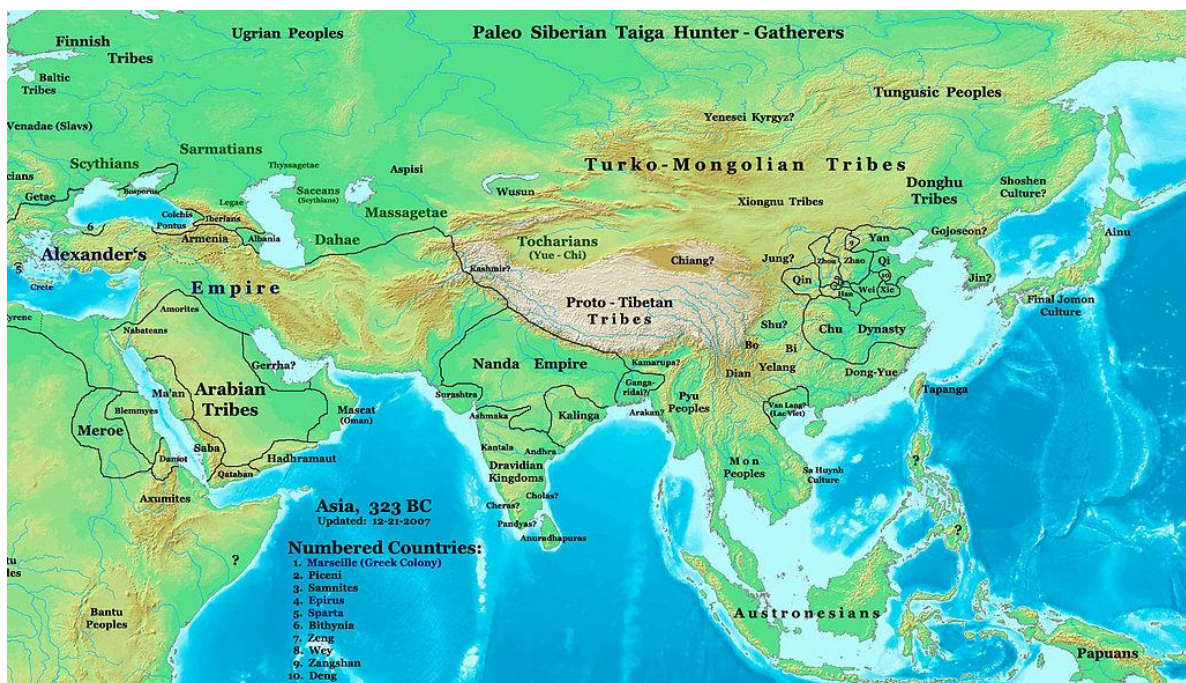 Finnish
Tribes
Ugrian Peoples
Paleo Siberian Taiga Hunter - Gatherers
Baltic
Tribes
Tungusic Peoples
Yenesei Kyrgyz?
Venadae (Slavs)
Sarmatians
Scythians
Thyssagetae
Aspisi
Turko-Mongolian Tribes
Donghu
Tribes
Shoshen
Culture?
cians
Getae
Bosporus
Legae
Saceans
(Scythians)
Wusun
Xiongnu Tribes
Massagetae
Colchis
Pontus
Iberians
6
Armenia
Albania
Dahae
Tocharians
(Yue - Chi)
Gojoseon?
Ainu
Yan
?
Zhou
Zhao
Qi
Jung?
Chiang?
Alexander's
Empire
5
Crete
Kashmir?
Jin?
Qin
10
Han
Wei
Xie
Final Jomon
Culture
Proto - Tibetan
Tribes
yrene
Amorites
Nabateans
Shu?
Chu Dynasty
Bo
Bi
Gerrha?
Nanda Empire
Kamarupa?
Dian
Yelang
Dong-Yue
Ma'an
Arabian
Tribes
Surashtra
Ganga-
ridai?
Pyu
Peoples
Tapanga
Blemmyes
Meroe
Mascat
(Oman)
Ashmaka
Kalinga
Arakan?
Van Lang?
(Lac Viet)
Saba
Hadhramaut
Damot
Qataban
Kantala
Andhra
Dravidian
Kingdoms
Mon
Peoples
Sa Huynh
Culture
?
Axumites
Cholas?
Cheras?
Pandyas?
Anuradhapuras
?
Asia, 323 BC
Updated: 12-21-2007
?
Numbered Countries:
1. Marseille (Greek Colony)
2. Piceni
3. Samnites
4. Epirus
5. Sparta
6. Bithynia
7. Zeng
8. Wey
9. Zangshan
10. Deng
Bantu
Peoples
Austronesians
Papuans